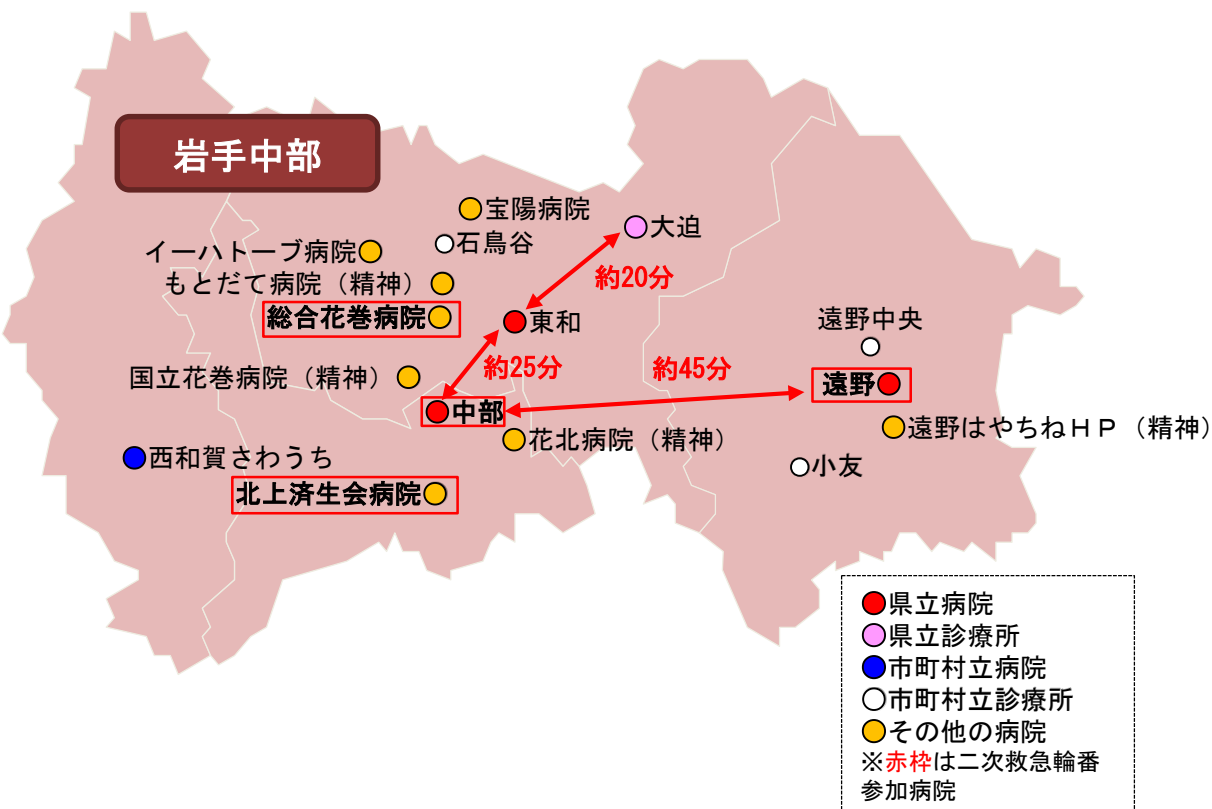 岩手中部
宝陽病院
大迫
石鳥谷
イーハトーブ病院
もとだて病院（精神）
約20分
総合花巻病院
東和
遠野中央
約25分
約45分
国立花巻病院（精神）
遠野
中部
遠野はやちねＨＰ（精神）
花北病院（精神）
西和賀さわうち
小友
北上済生会病院
県立病院
県立診療所
市町村立病院
市町村立診療所
その他の病院
※赤枠は二次救急輪番
参加病院